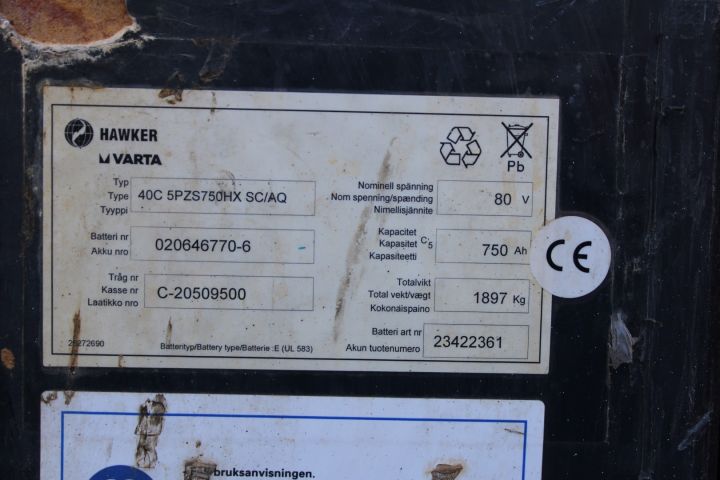 HAWKER
VARTA
Pb
Typ
Type
Tyyppi
40C 5PZS750HX SC/AQ
Nominell spänning
Nom spenning/spænding
Nimellisjännite
80 V
Batteri nr
Akku nro
020646770-6
Kapacitet
Kapasitet C5
Kapasiteetti
750 Ah
CE
Tråg nr
Kasse nr
Laatikko nro
C-20509500
Totalvikt
Total vekt/vægt
Kokonaispaino
1897 Kg
Batteri art nr
Akun tuotenumero
23422361
Batterityp/Battery type/Batterie :E (UL 583)
bruksanvisningen.